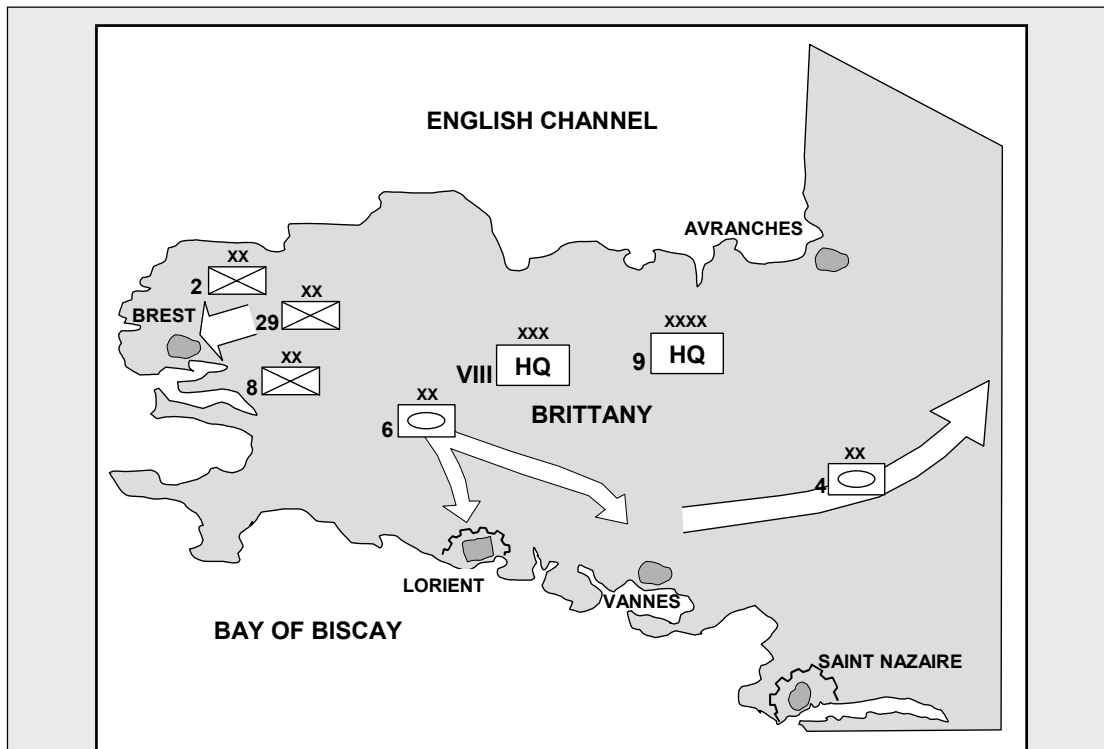 ENGLISH CHANNEL
AVRANCHES
XX
2
XX
29
BREST
XX
8
XXX
VIII HQ
XXXX
9 HQ
BRITTANY
XX
6
XX
4
LORIENT
VANNES
BAY OF BISCAY
SAINT NAZAIRE